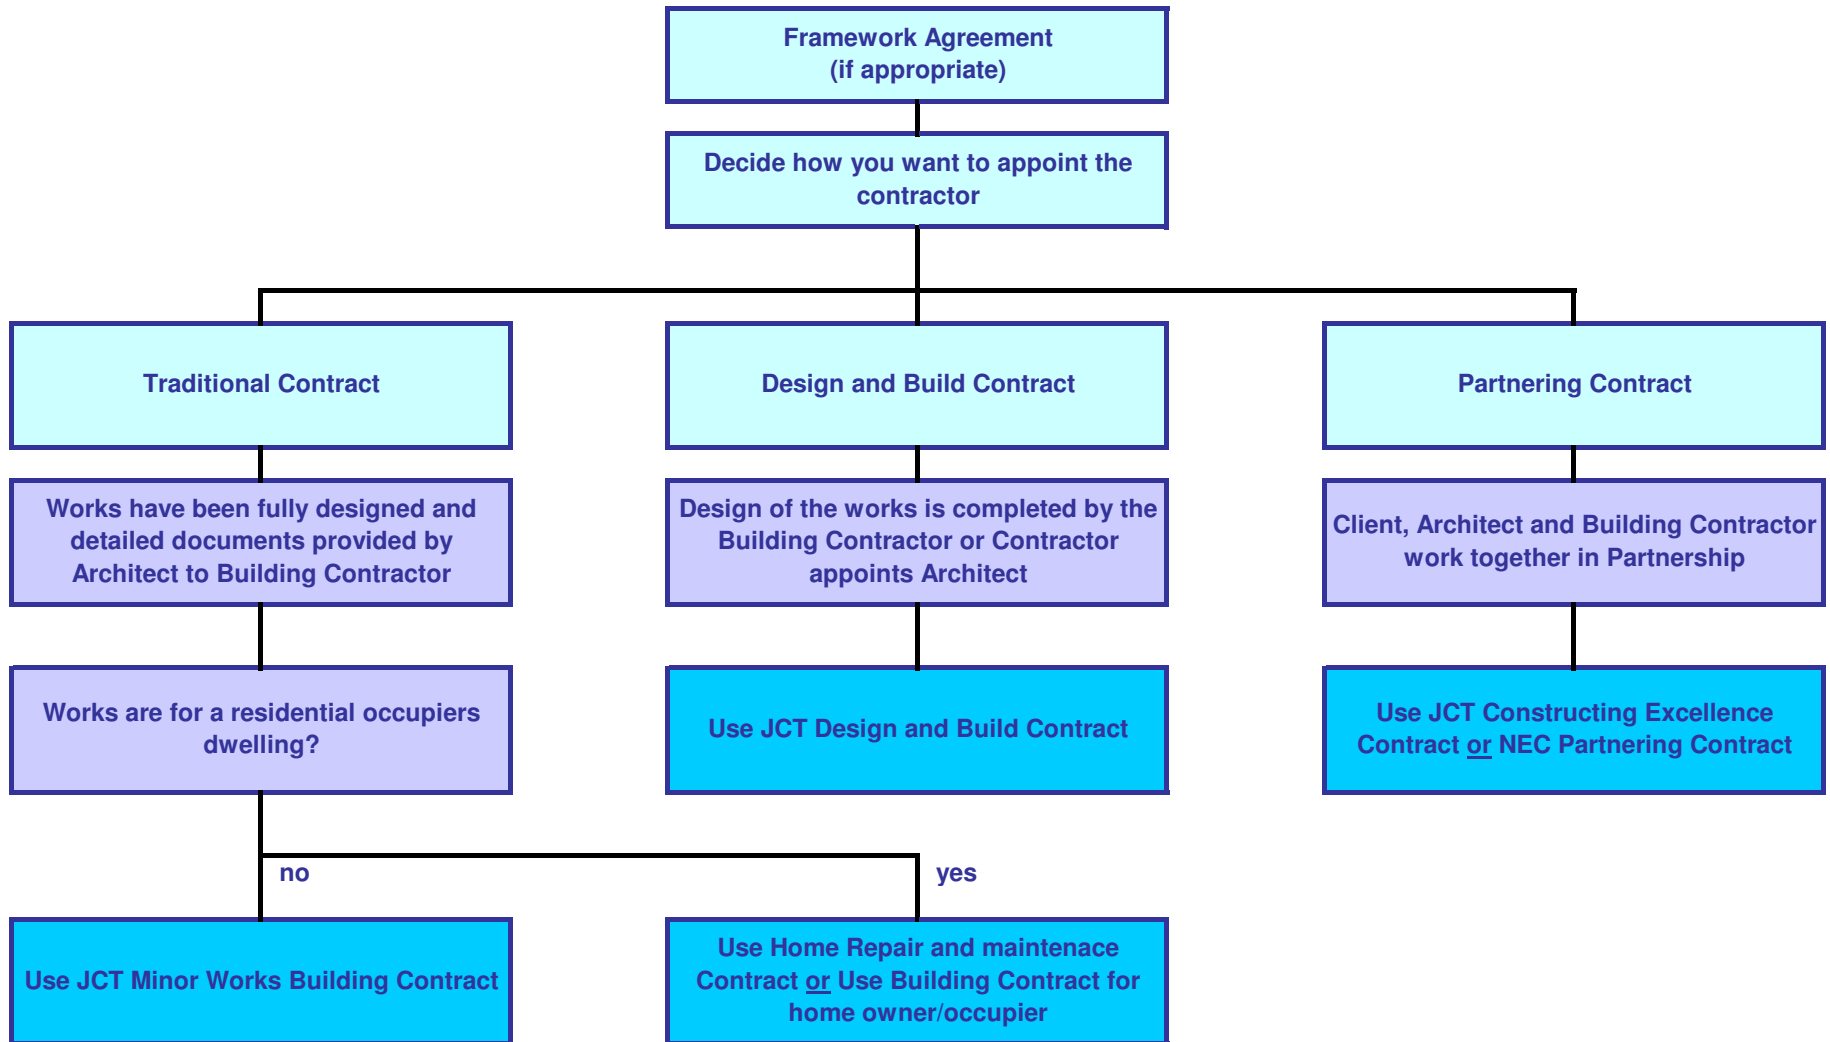 Framework Agreement
(if appropriate)
Decide how you want to appoint the
contractor
Traditional Contract
Design and Build Contract
Partnering Contract
Works have been fully designed and
detailed documents provided by
Architect to Building Contractor
Design of the works is completed by the
Building Contractor or Contractor
appoints Architect
Client, Architect and Building Contractor
work together in Partnership
Works are for a residential occupiers
dwelling?
Use JCT Design and Build Contract
Use JCT Constructing Excellence
Contract or NEC Partnering Contract
no
yes
Use JCT Minor Works Building Contract
Use Home Repair and maintenace
Contract or Use Building Contract for
home owner/occupier